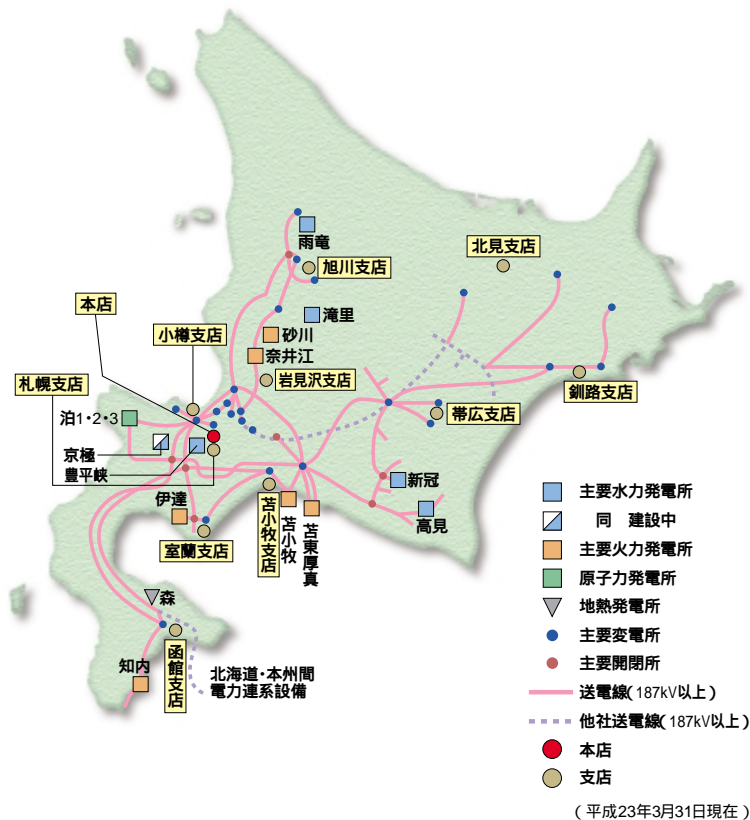 雨竜
旭川支店
北見支店
本店
滝里
小樽支店
砂川
奈井江
札幌支店
岩見沢支店
釧路支店
泊1・2・3
帯広支店
京極
豊平峡
新冠
伊達
高見
室蘭支店
苫小牧支店
苫小牧
苫東厚真
森
函館支店
知内
北海道・本州間
電力連系設備
主要水力発電所
同 建設中
主要火力発電所
原子力発電所
地熱発電所
主要変電所
主要開閉所
送電線(187kV以上)
他社送電線(187kV以上)
本店
支店
(平成23年3月31日現在)